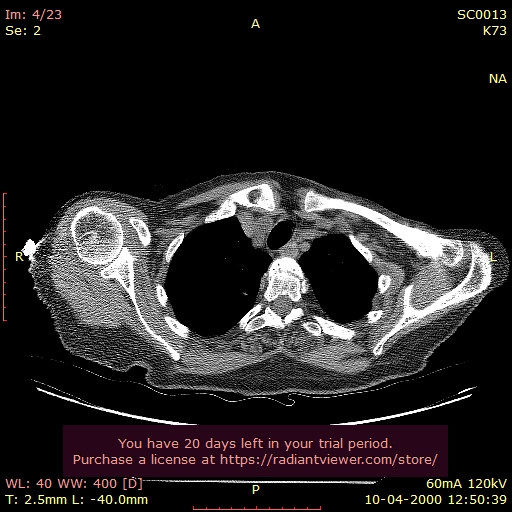 Im: 4/23
Se: 2
A
SC0013
K73
NA
R
L
You have 20 days left in your trial period.
Purchase a license at https://radiantviewer.com/store/
WL: 40 WW: 400 [D]
T: 2.5mm L: -40.0mm
P
60mA 120kV
10-04-2000 12:50:39